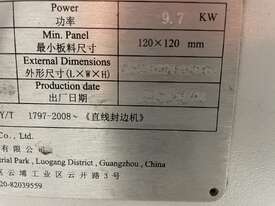 Power
功率
9.7 KW
Min. Panel
最小板料尺寸
120×120 mm
External Dimensions
外形尺寸(L×W×H)
Production date
出厂日期
Y/T 1797-2008~《直线封边机》
Co., Ltd.
有限公司
trial Park, Luogang District, Guangzhou, China
区云埔工业区云开路3号
20-82039559